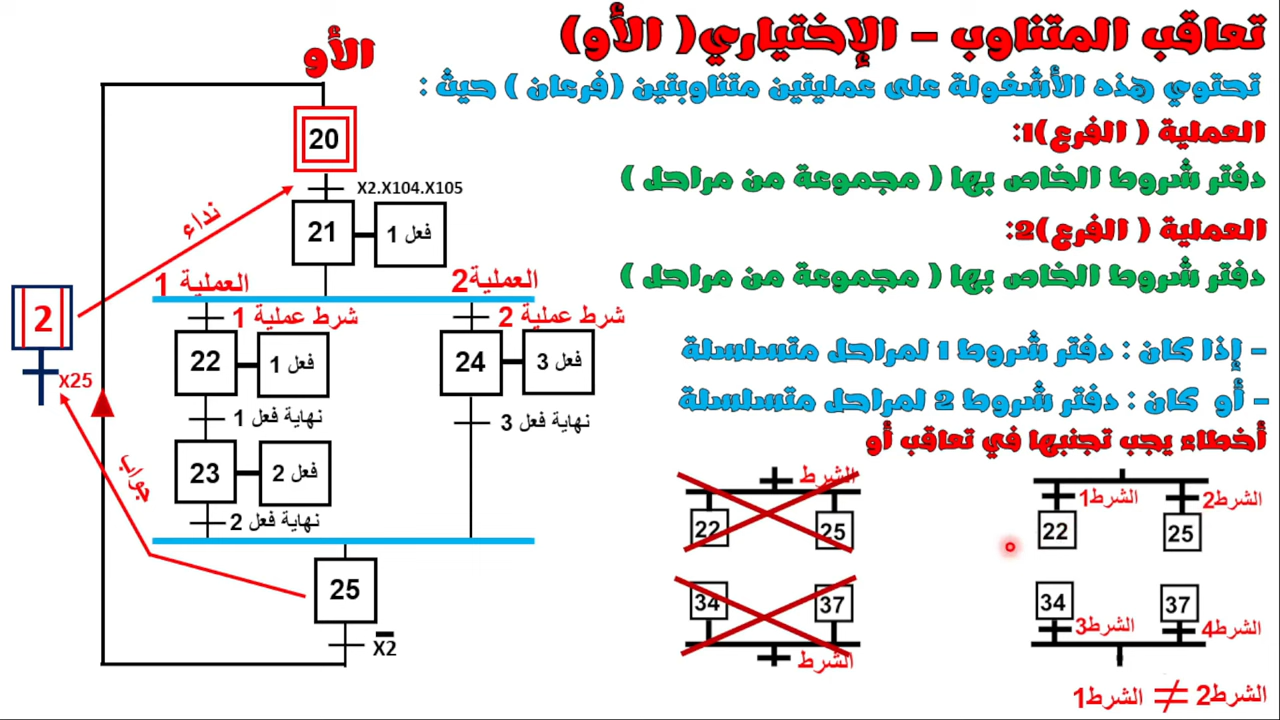 تعاقب المتناوب – الإختياري( الأو)
تحتوي هذه الأشغولة على عمليتين متناوبتين (فرعان ) حيث :
العملية ( الفرع)1:
دفتر شروط الخاص بها ( مجموعة من مراحل )
العملية ( الفرع)2:
دفتر شروط الخاص بها ( مجموعة من مراحل )
– إذا كان : دفتر شروط 1 لمراحل متسلسلة
– أو كان : دفتر شروط 2 لمراحل متسلسلة
أخطاء يجب تجنبها في تعاقب أو
الأو
20
X2.X104.X105
نداء
21
فعل 1
العملية 1
العملية2
شرط عملية 1
شرط عملية 2
2
X25
22
فعل 1
24
فعل 3
نهاية فعل 1
نهاية فعل 3
جواب
23
فعل 2
نهاية فعل 2
25
X̅2
الشرط
22
25
34
37
الشرط
الشرط1
الشرط2
22
25
34
37
الشرط3
الشرط4
الشرط2 ≠ الشرط1